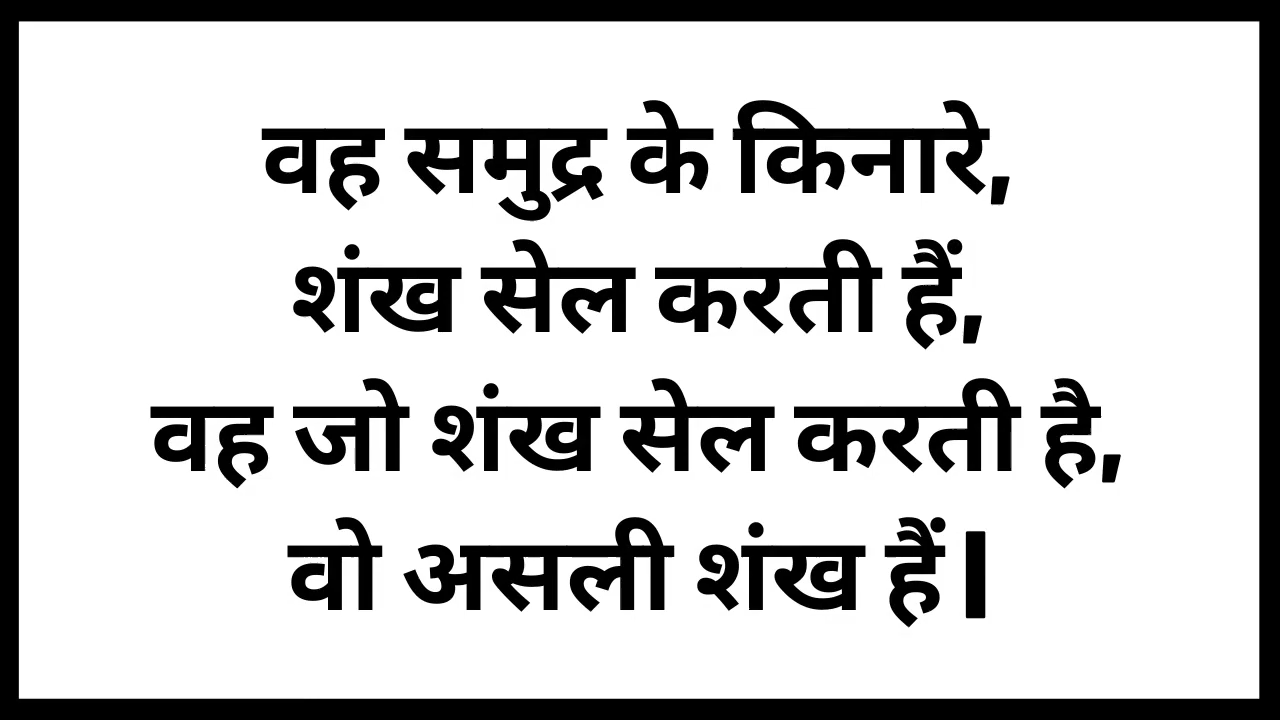 वह समुद्र के किनारे,
शंख सेल करती हैं,
वह जो शंख सेल करती है,
वो असली शंख हैं।